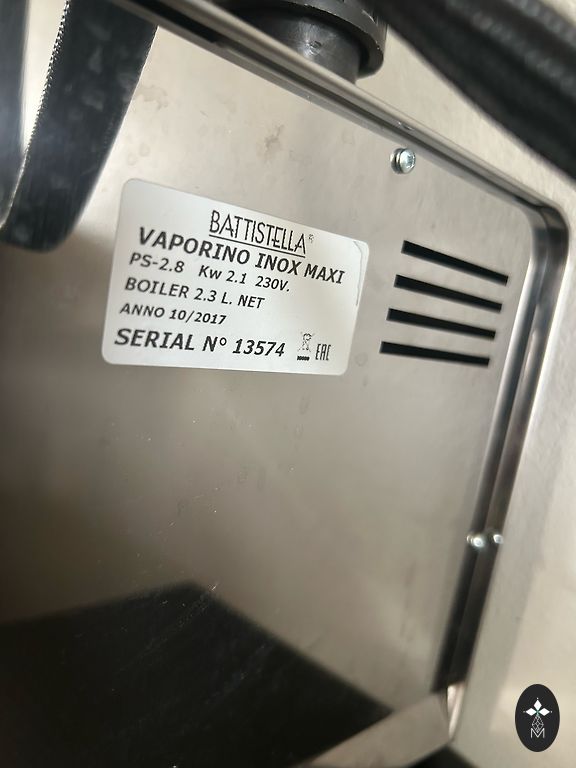 BATTISTELLA®
VAPORINO INOX MAXI
PS-2.8 Kw 2.1 230V.
BOILER 2.3 L. NET
ANNO 10/2017
SERIAL N° 13574 EAC
M